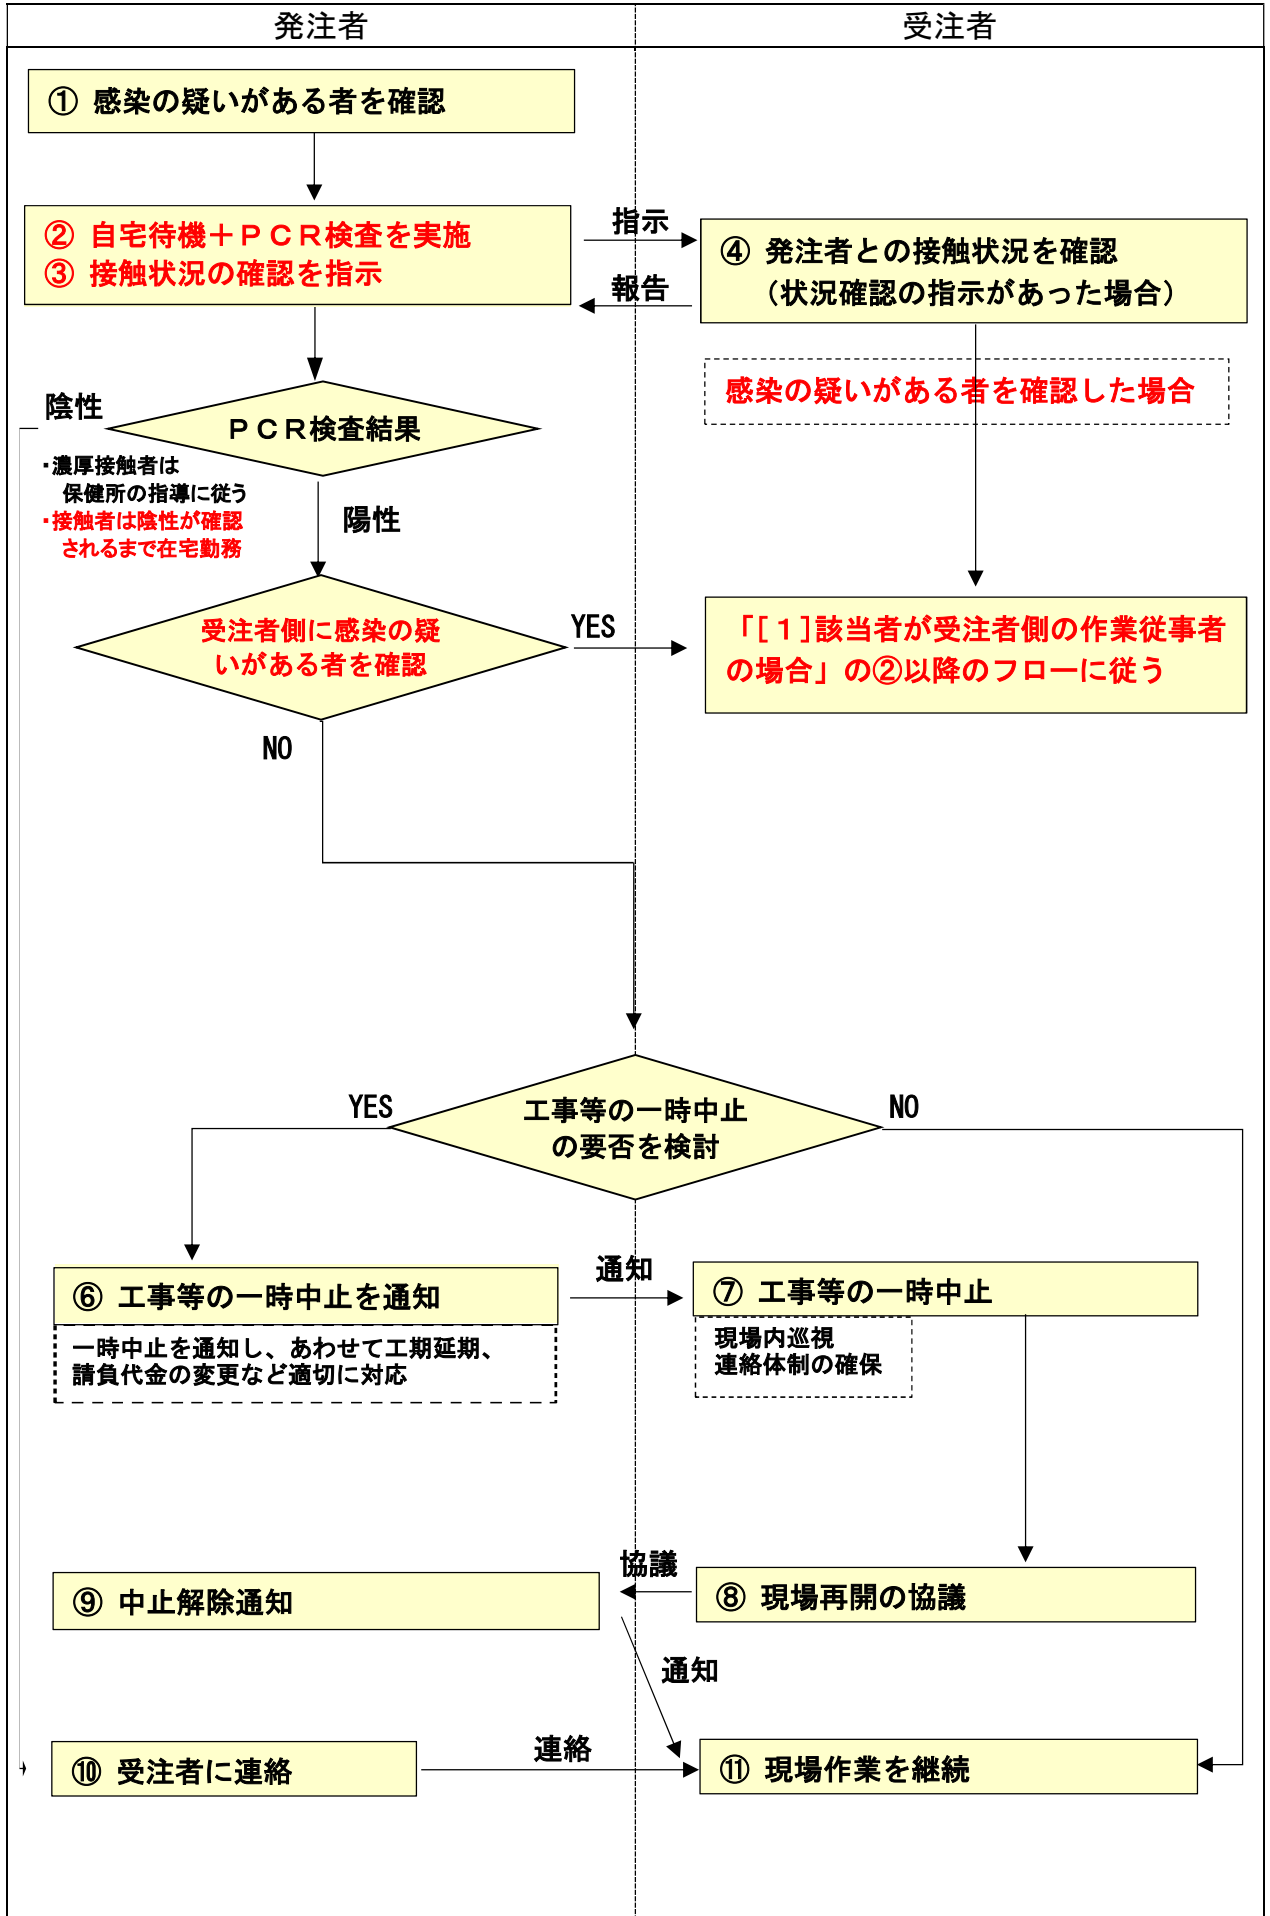 発注者
受注者
① 感染の疑いがある者を確認
② 自宅待機＋ＰＣＲ検査を実施
③ 接触状況の確認を指示
指示
報告
④ 発注者との接触状況を確認
（状況確認の指示があった場合）
感染の疑いがある者を確認した場合
陰性
ＰＣＲ検査結果
・濃厚接触者は
保健所の指導に従う
・接触者は陰性が確認
されるまで在宅勤務
陽性
受注者側に感染の疑
いがある者を確認
YES
「[１]該当者が受注者側の作業従事者
の場合」の②以降のフローに従う
NO
YES
工事等の一時中止
の要否を検討
NO
⑥ 工事等の一時中止を通知
通知
⑦ 工事等の一時中止
一時中止を通知し、あわせて工期延期、
請負代金の変更など適切に対応
現場内巡視
連絡体制の確保
協議
⑨ 中止解除通知
⑧ 現場再開の協議
通知
⑩ 受注者に連絡
連絡
⑪ 現場作業を継続